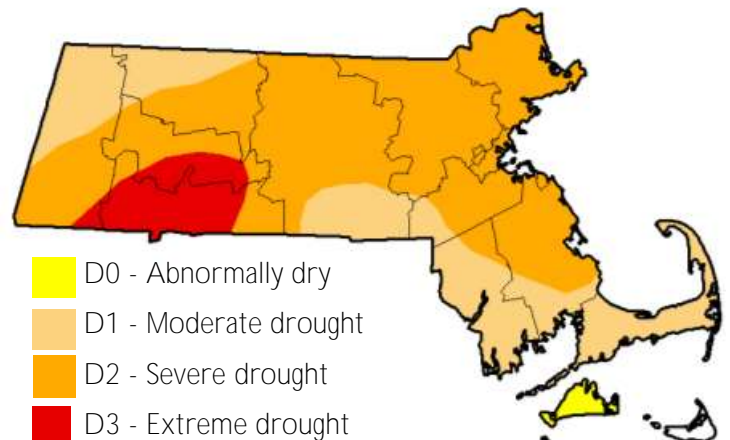 D0 - Abnormally dry
D1 - Moderate drought
D2 - Severe drought
D3 - Extreme drought